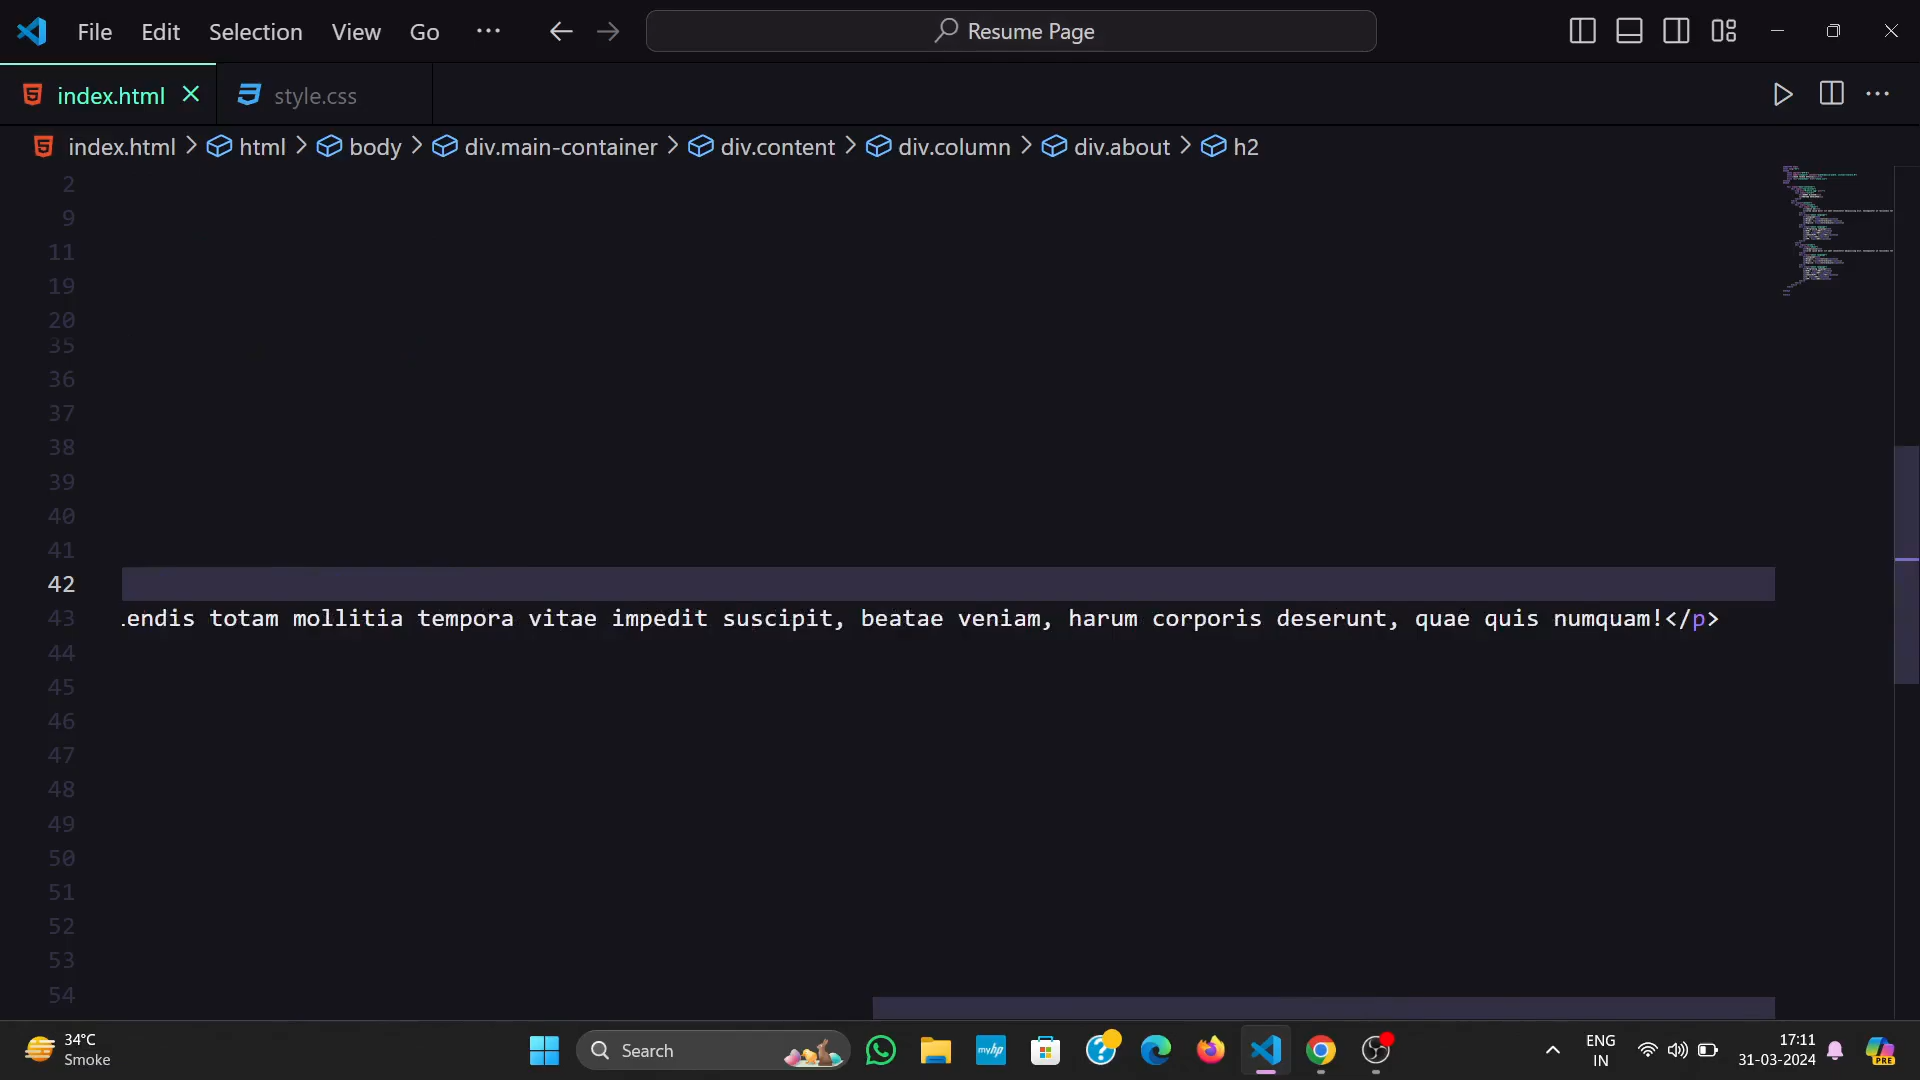 File Edit Selection View Go ··· Resume Page
index.html style.css
index.html > html > body > div.main-container > div.content > div.column > div.about > h2
2
9
11
19
20
35
36
37
38
39
40
41
42
43 endis totam mollitia tempora vitae impedit suscipit, beatae veniam, harum corporis deserunt, quae quis numquam!</p>
44
45
46
47
48
49
50
51
52
53
54
34°C
Smoke
Search
myhp
ENG
IN
17:11
31-03-2024
PRE